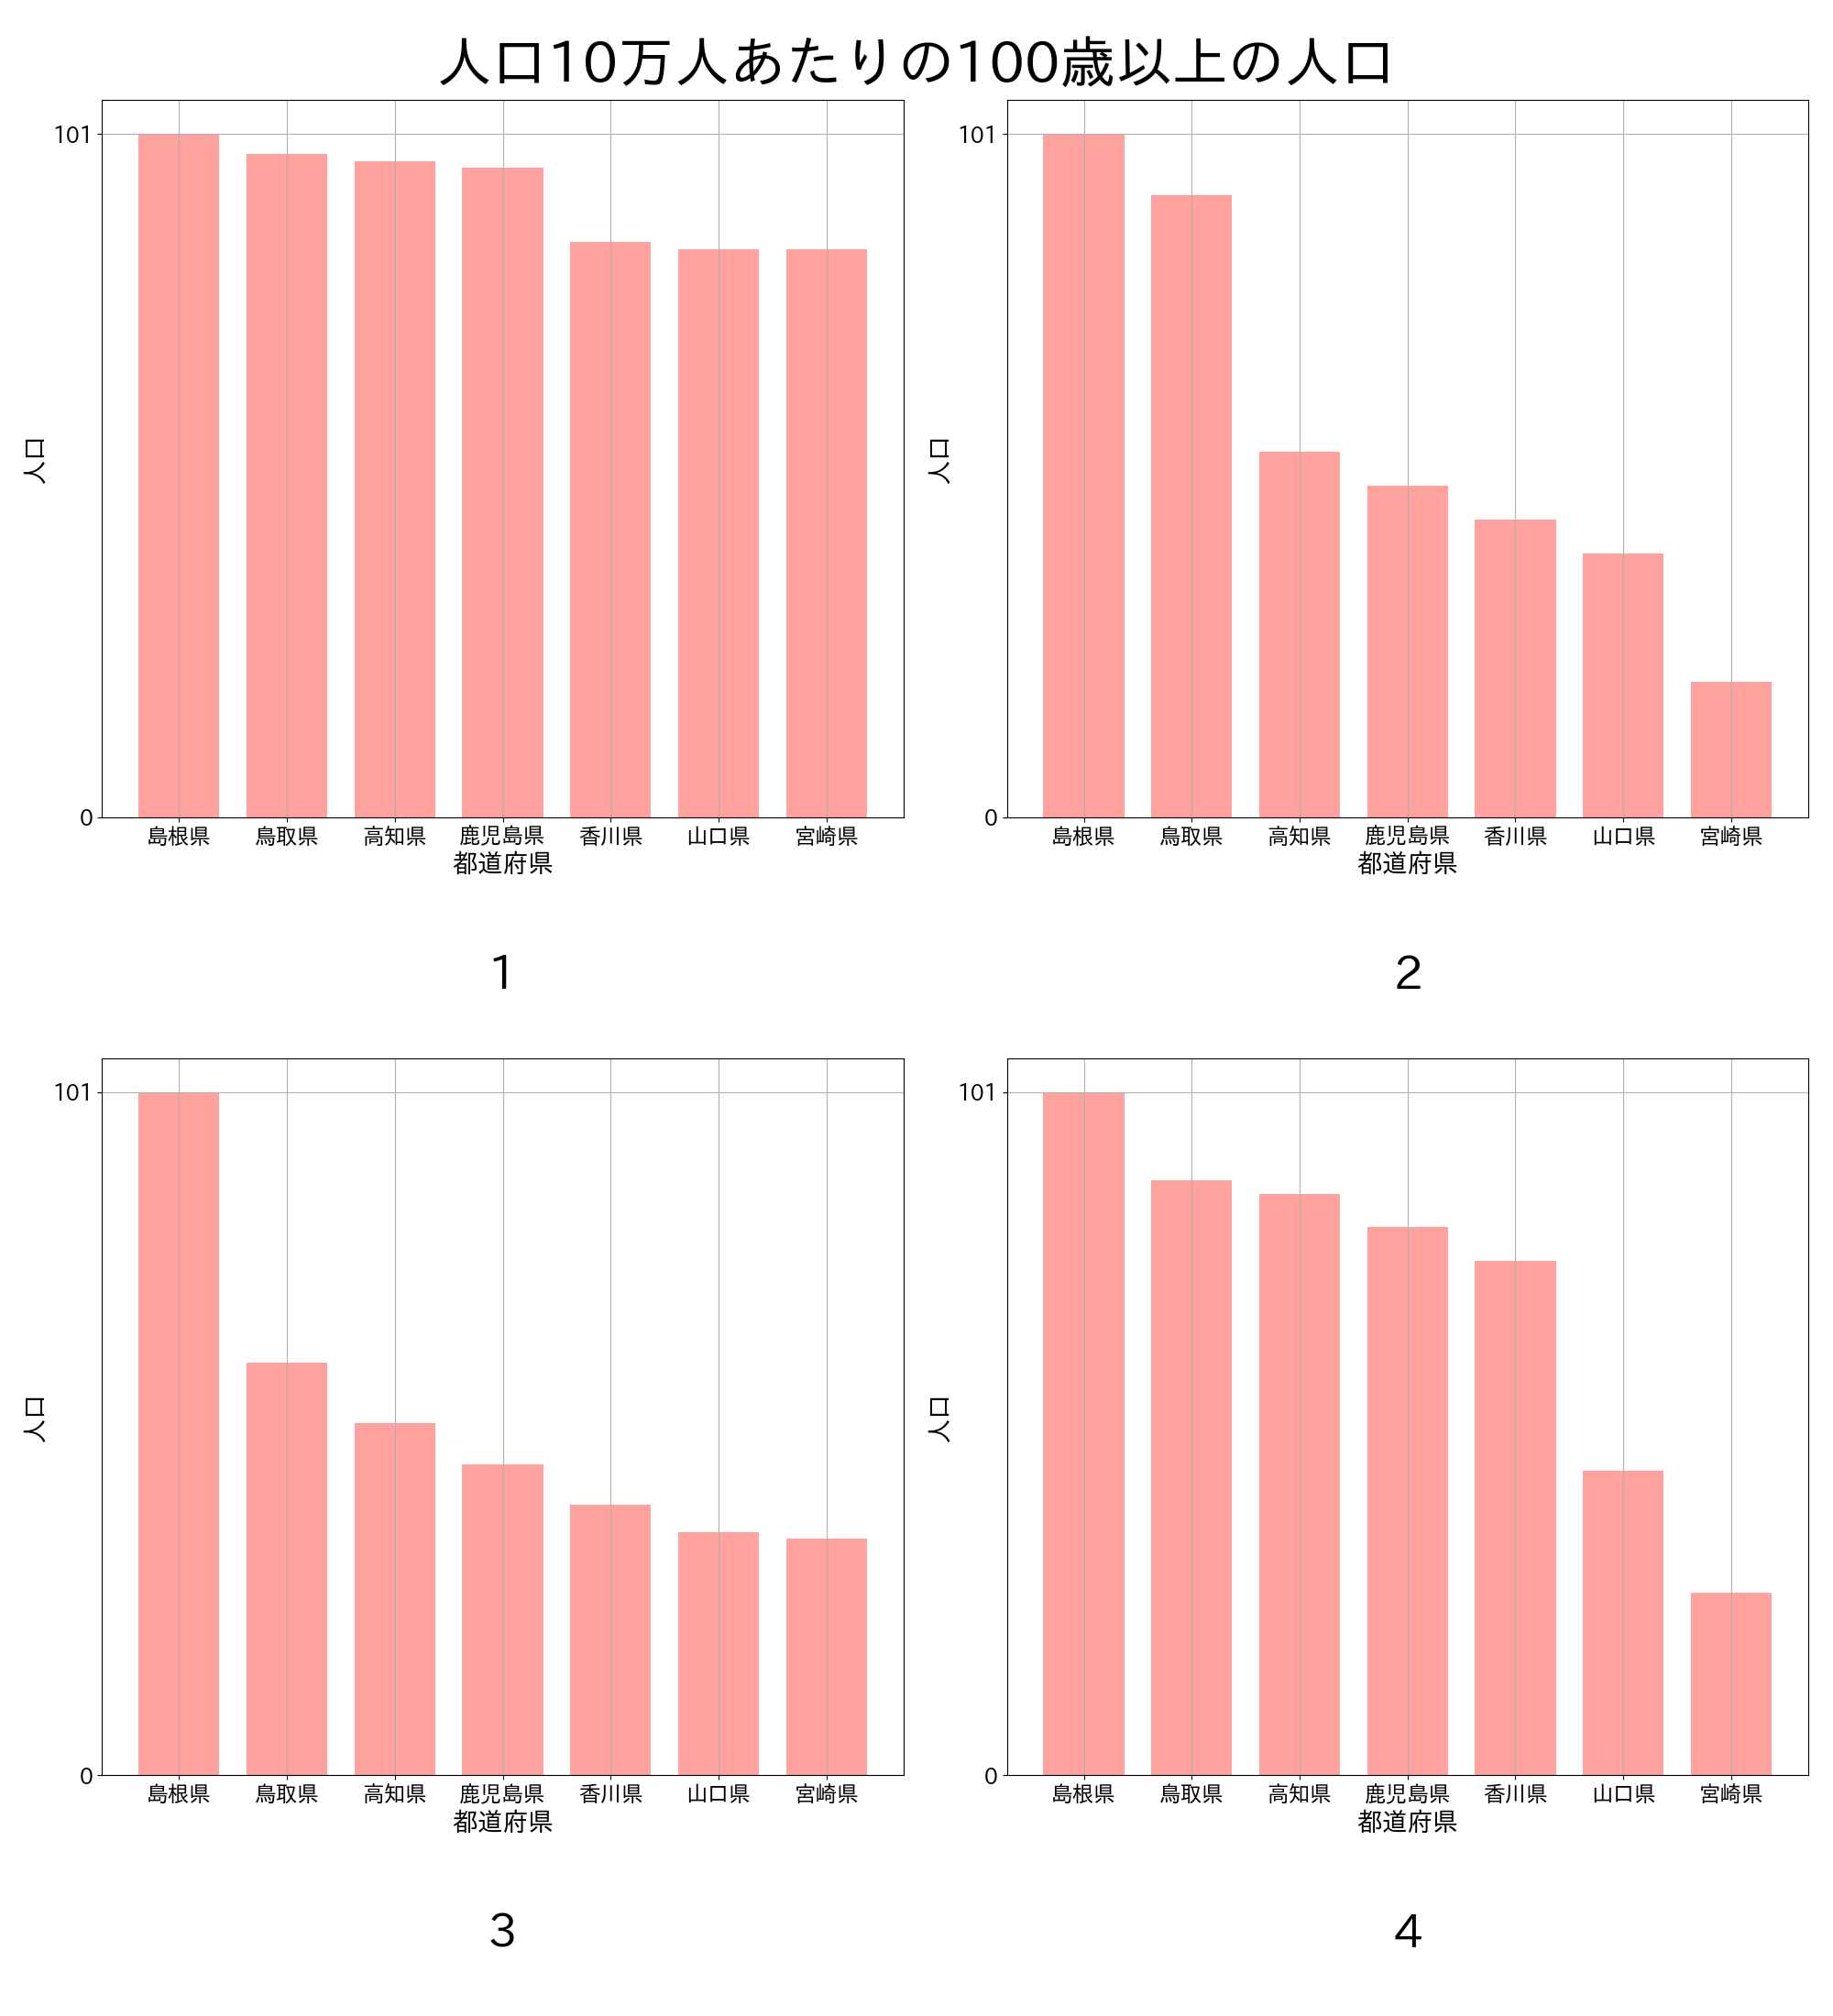 人口10万人あたりの100歳以上の人口
101
0
人口
島根県 鳥取県 高知県 鹿児島県 香川県 山口県 宮崎県
都道府県
1
101
0
人口
島根県 鳥取県 高知県 鹿児島県 香川県 山口県 宮崎県
都道府県
2
101
0
人口
島根県 鳥取県 高知県 鹿児島県 香川県 山口県 宮崎県
都道府県
3
101
0
人口
島根県 鳥取県 高知県 鹿児島県 香川県 山口県 宮崎県
都道府県
4